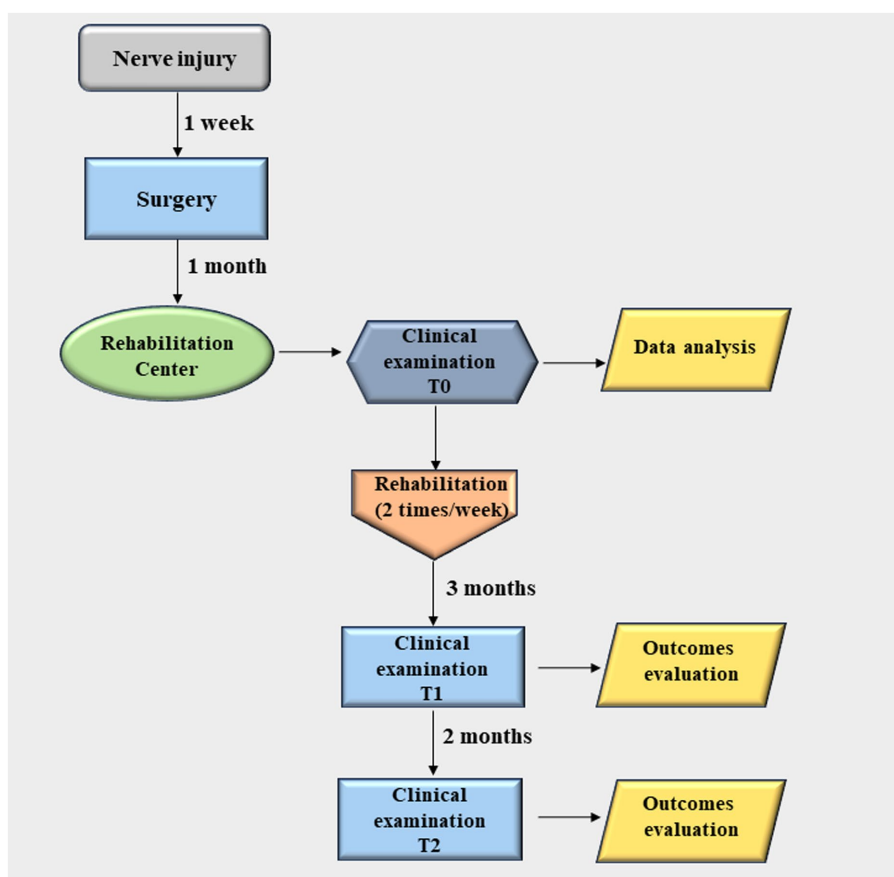 Nerve injury
1 week
Surgery
1 month
Rehabilitation
Center
Clinical
examination
T0
Data analysis
Rehabilitation
(2 times/week)
3 months
Clinical
examination
T1
Outcomes
evaluation
2 months
Clinical
examination
T2
Outcomes
evaluation